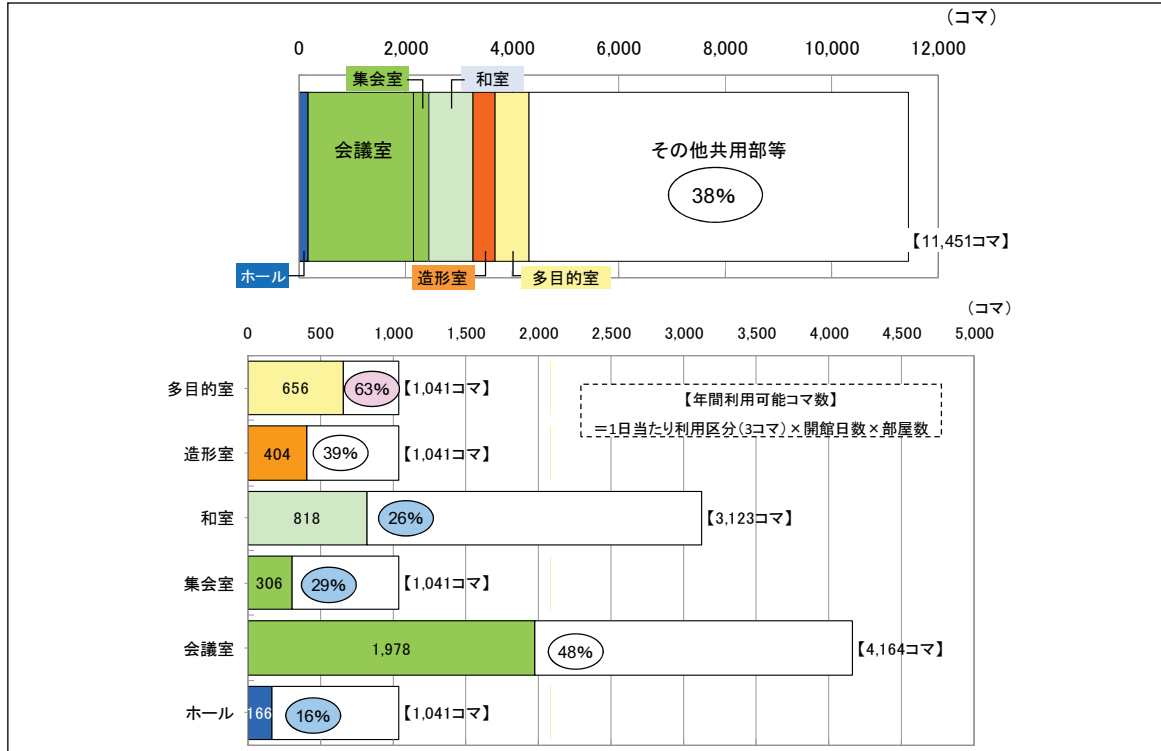 （コマ）
0 2,000 4,000 6,000 8,000 10,000 12,000
集会室 和室
会議室 その他共用部等
38%
【11,451コマ】
ホール 造形室 多目的室
（コマ）
0 500 1,000 1,500 2,000 2,500 3,000 3,500 4,000 4,500 5,000
多目的室 656 63% 【1,041コマ】
【年間利用可能コマ数】
＝1日当たり利用区分（3コマ）×開館日数×部屋数
造形室 404 39% 【1,041コマ】
和室 818 26% 【3,123コマ】
集会室 306 29% 【1,041コマ】
会議室 1,978 48% 【4,164コマ】
ホール 166 16% 【1,041コマ】